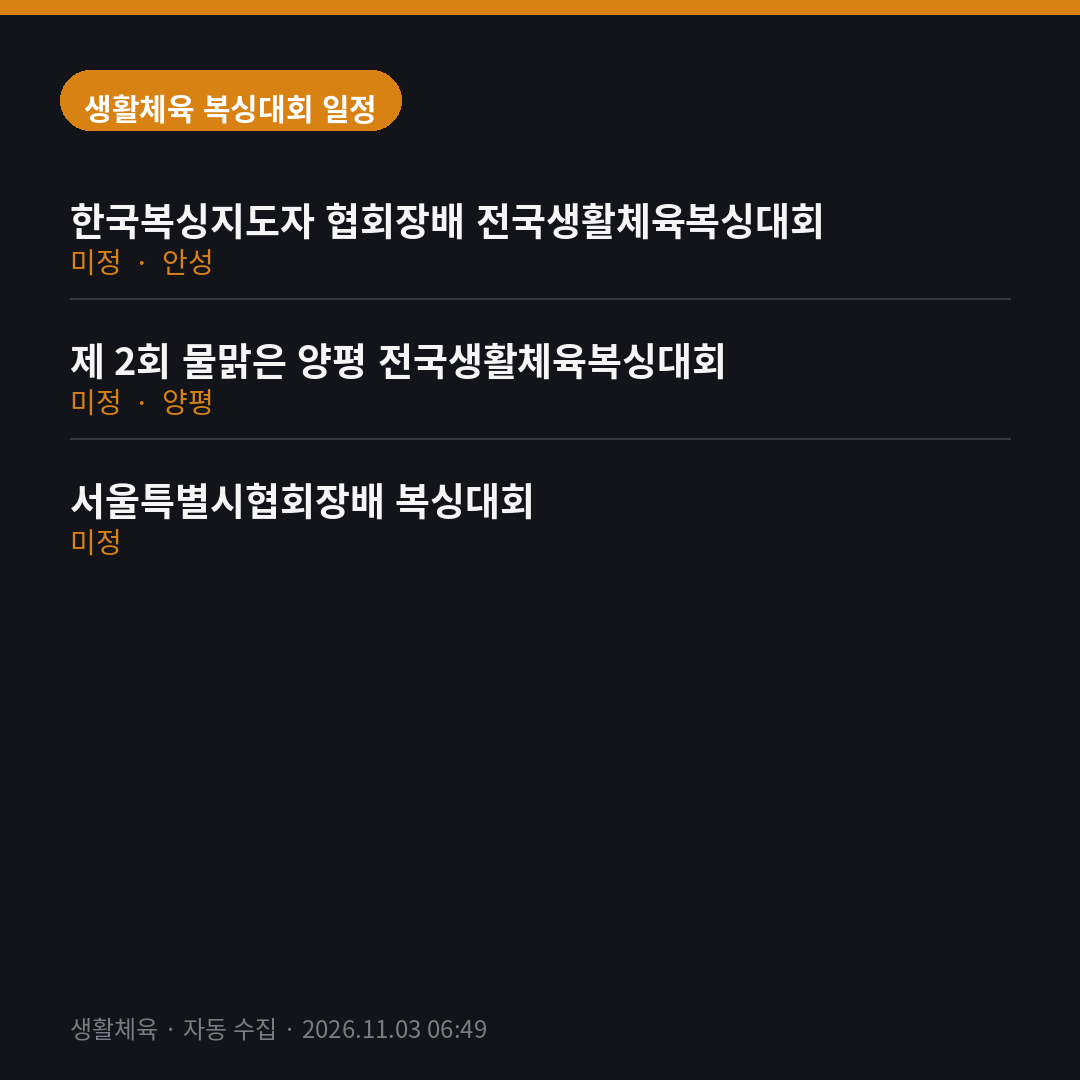 생활체육 복싱대회 일정
한국복싱지도자 협회장배 전국생활체육복싱대회
미정 · 안성
제 2회 물맑은 양평 전국생활체육복싱대회
미정 · 양평
서울특별시협회장배 복싱대회
미정
생활체육 · 자동 수집 · 2026.11.03 06:49